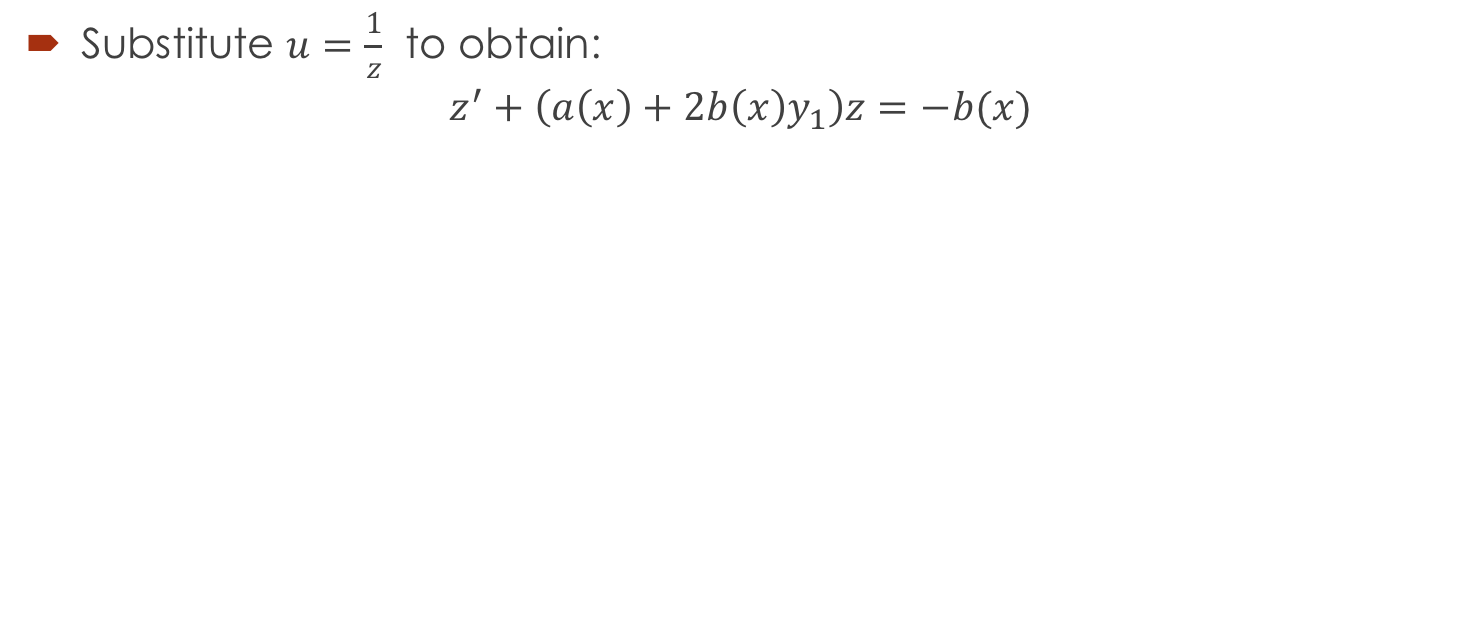 Substitute 𝑢 = 1/𝑧 to obtain:
𝑧′ + (𝑎(𝑥) + 2𝑏(𝑥)𝑦₁)𝑧 = −𝑏(𝑥)